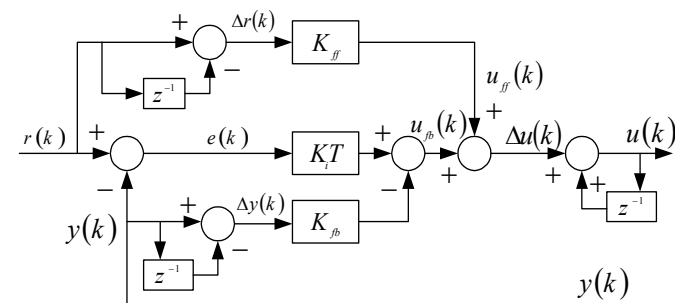 Δr(k)
K_ff
u_ff(k)
z⁻¹
r(k)
e(k)
K_iT
u_fb(k)
Δu(k)
u(k)
y(k)
Δy(k)
K_fb
z⁻¹
z⁻¹
y(k)